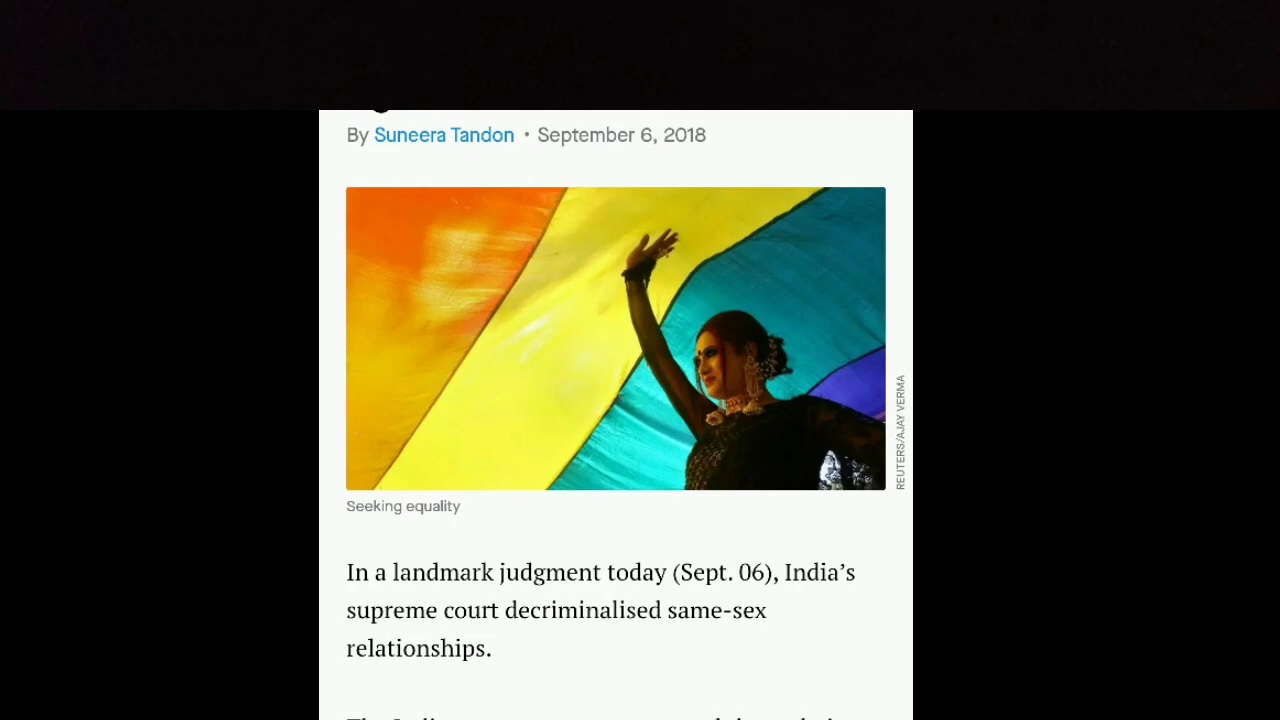 By Suneera Tandon • September 6, 2018
REUTERS/AJAY VERMA
Seeking equality
In a landmark judgment today (Sept. 06), India’s
supreme court decriminalised same-sex
relationships.